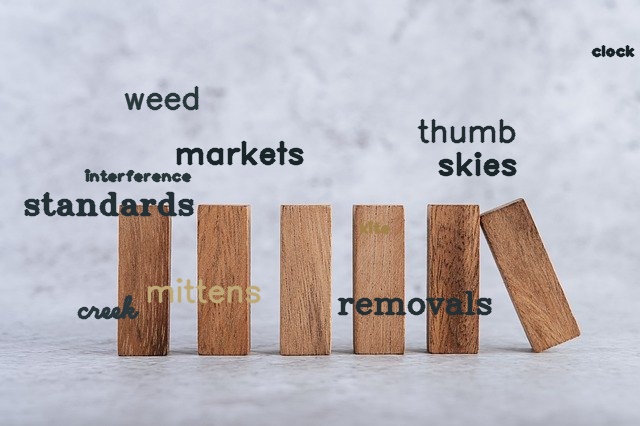 clock
weed
thumb
markets
skies
interference
standards
mittens
removals
creek